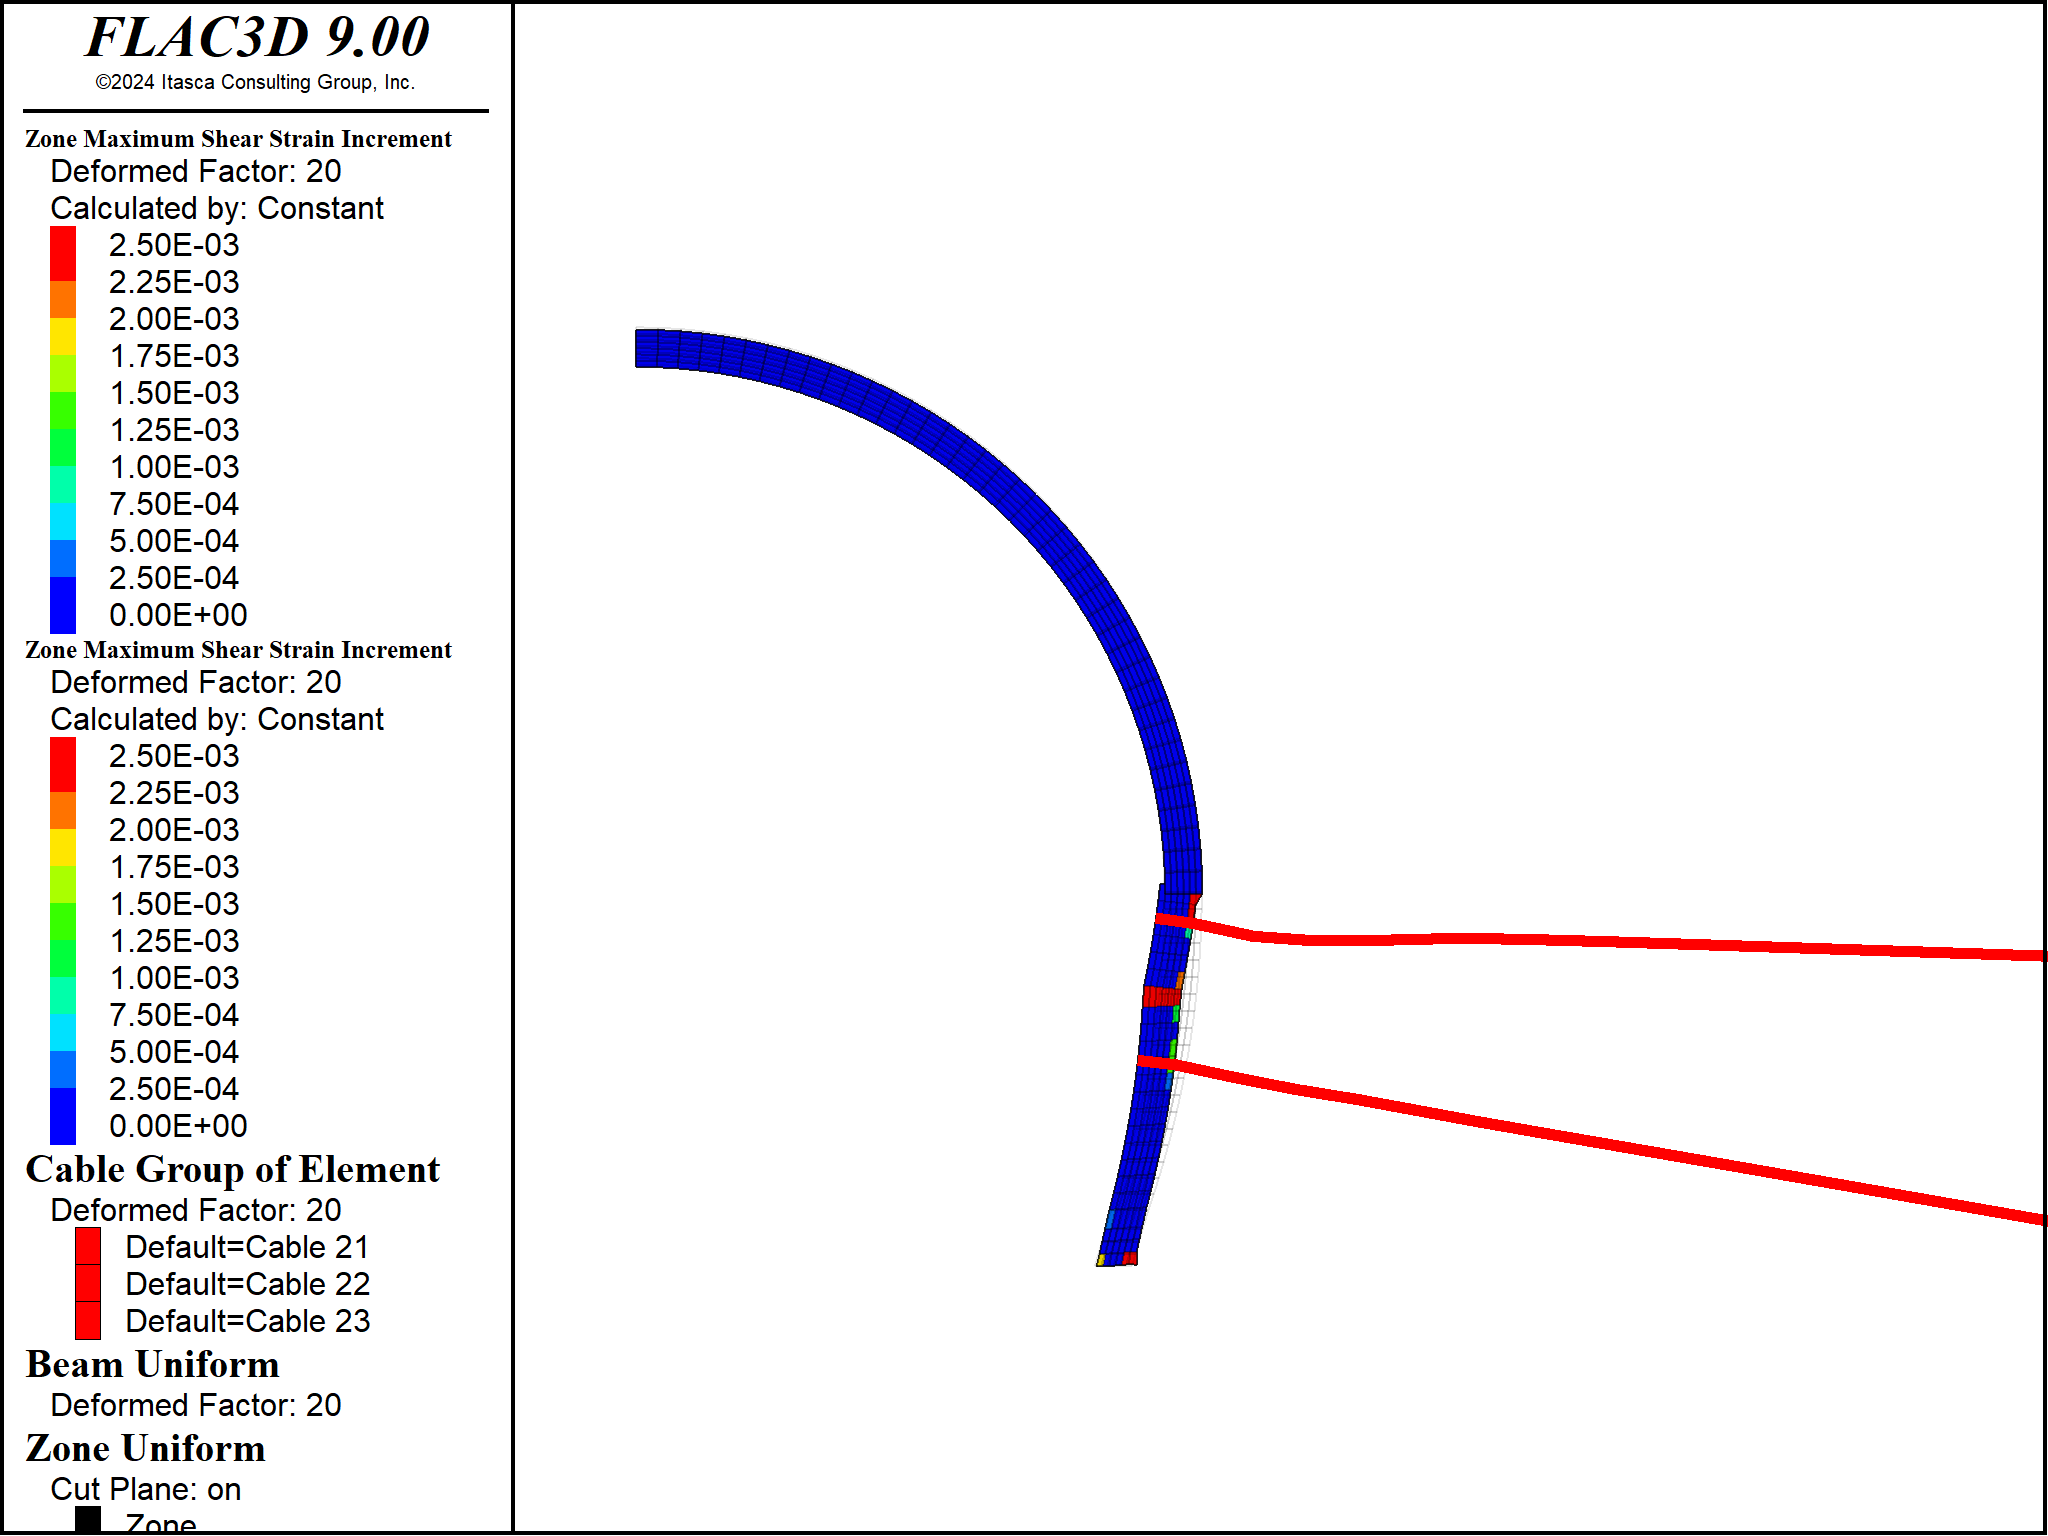 FLAC3D 9.00
©2024 Itasca Consulting Group, Inc.
Zone Maximum Shear Strain Increment
Deformed Factor: 20
Calculated by: Constant
2.50E-03
2.25E-03
2.00E-03
1.75E-03
1.50E-03
1.25E-03
1.00E-03
7.50E-04
5.00E-04
2.50E-04
0.00E+00
Zone Maximum Shear Strain Increment
Deformed Factor: 20
Calculated by: Constant
2.50E-03
2.25E-03
2.00E-03
1.75E-03
1.50E-03
1.25E-03
1.00E-03
7.50E-04
5.00E-04
2.50E-04
0.00E+00
Cable Group of Element
Deformed Factor: 20
Default=Cable 21
Default=Cable 22
Default=Cable 23
Beam Uniform
Deformed Factor: 20
Zone Uniform
Cut Plane: on
Zone